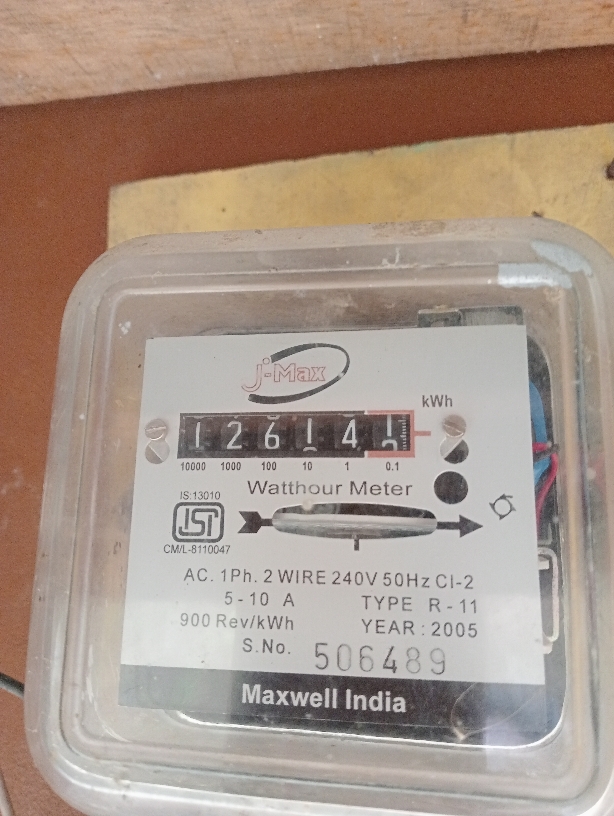 J-Max
kWh
1 2 6 1 4 1
10000 1000 100 10 1 0.1
Watthour Meter
IS:13010
ISI
CM/L-8110047
AC. 1Ph. 2 WIRE 240V 50Hz Cl-2
5-10 A TYPE R-11
900 Rev/kWh YEAR : 2005
S.No. 506489
Maxwell India